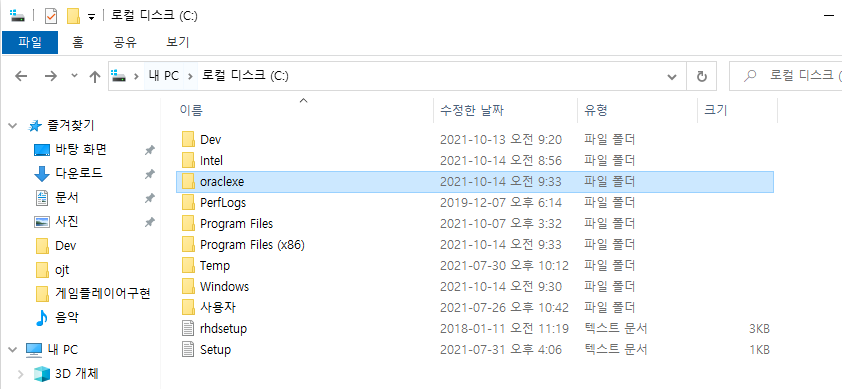 로컬 디스크 (C:)
파일 홈 공유 보기
내 PC 로컬 디스크 (C:) 로컬 디스크 (
이름 수정한 날짜 유형 크기
즐겨찾기
바탕 화면
다운로드
문서
사진
Dev
ojt
게임플레이어구현
음악
내 PC
3D 개체
Dev 2021-10-13 오전 9:20 파일 폴더
Intel 2021-10-14 오전 8:56 파일 폴더
oraclexe 2021-10-14 오전 9:33 파일 폴더
PerfLogs 2019-12-07 오후 6:14 파일 폴더
Program Files 2021-10-07 오후 3:32 파일 폴더
Program Files (x86) 2021-10-14 오전 9:33 파일 폴더
Temp 2021-07-30 오후 10:12 파일 폴더
Windows 2021-10-14 오전 9:30 파일 폴더
사용자 2021-07-26 오후 10:42 파일 폴더
rhdsetup 2018-01-11 오전 11:19 텍스트 문서 3KB
Setup 2021-07-31 오후 4:06 텍스트 문서 1KB